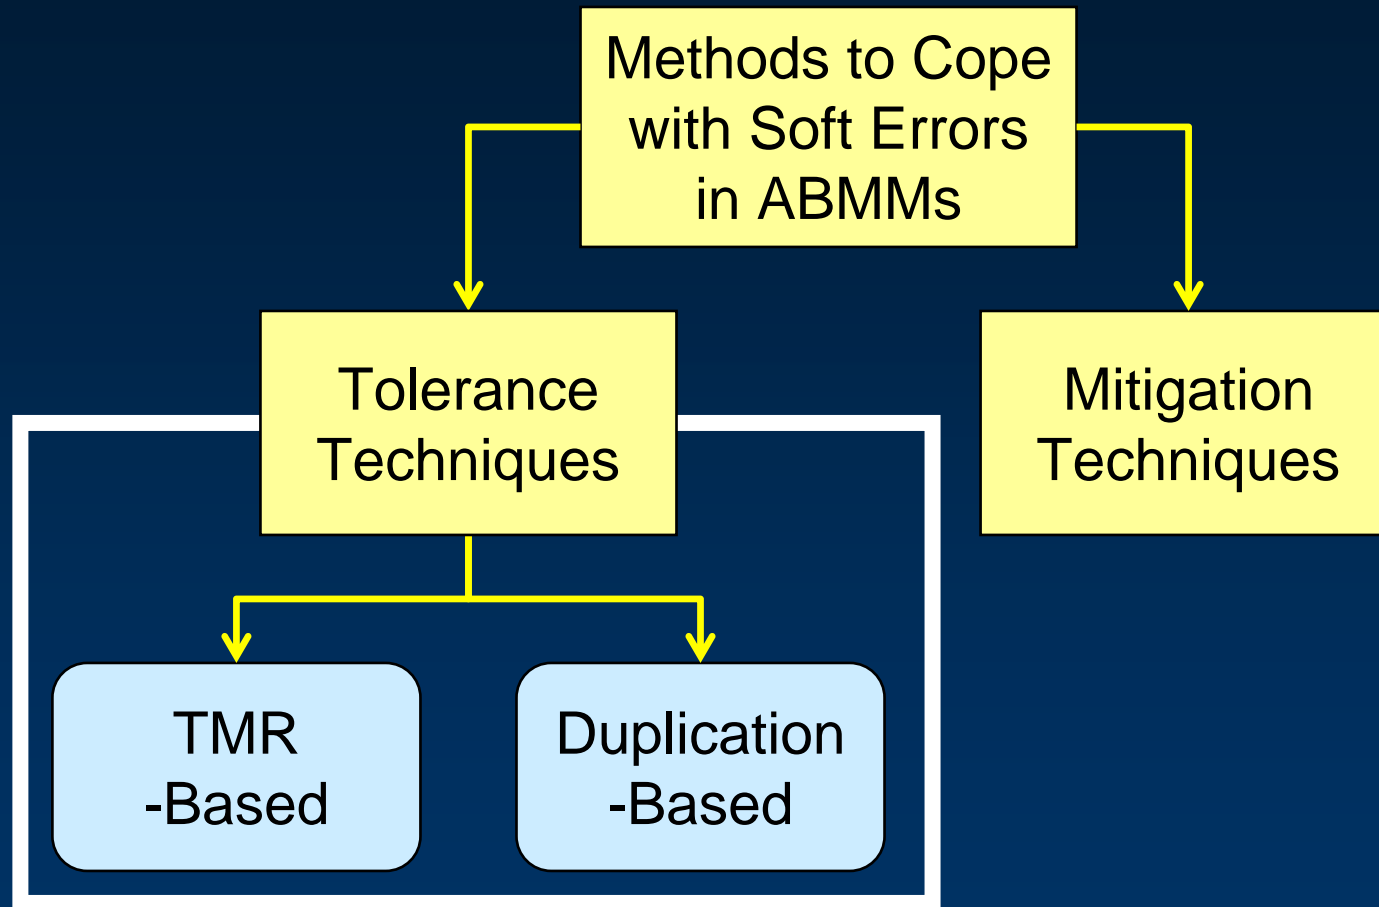 Methods to Cope
with Soft Errors
in ABMMs
Tolerance
Techniques
Mitigation
Techniques
TMR
-Based
Duplication
-Based